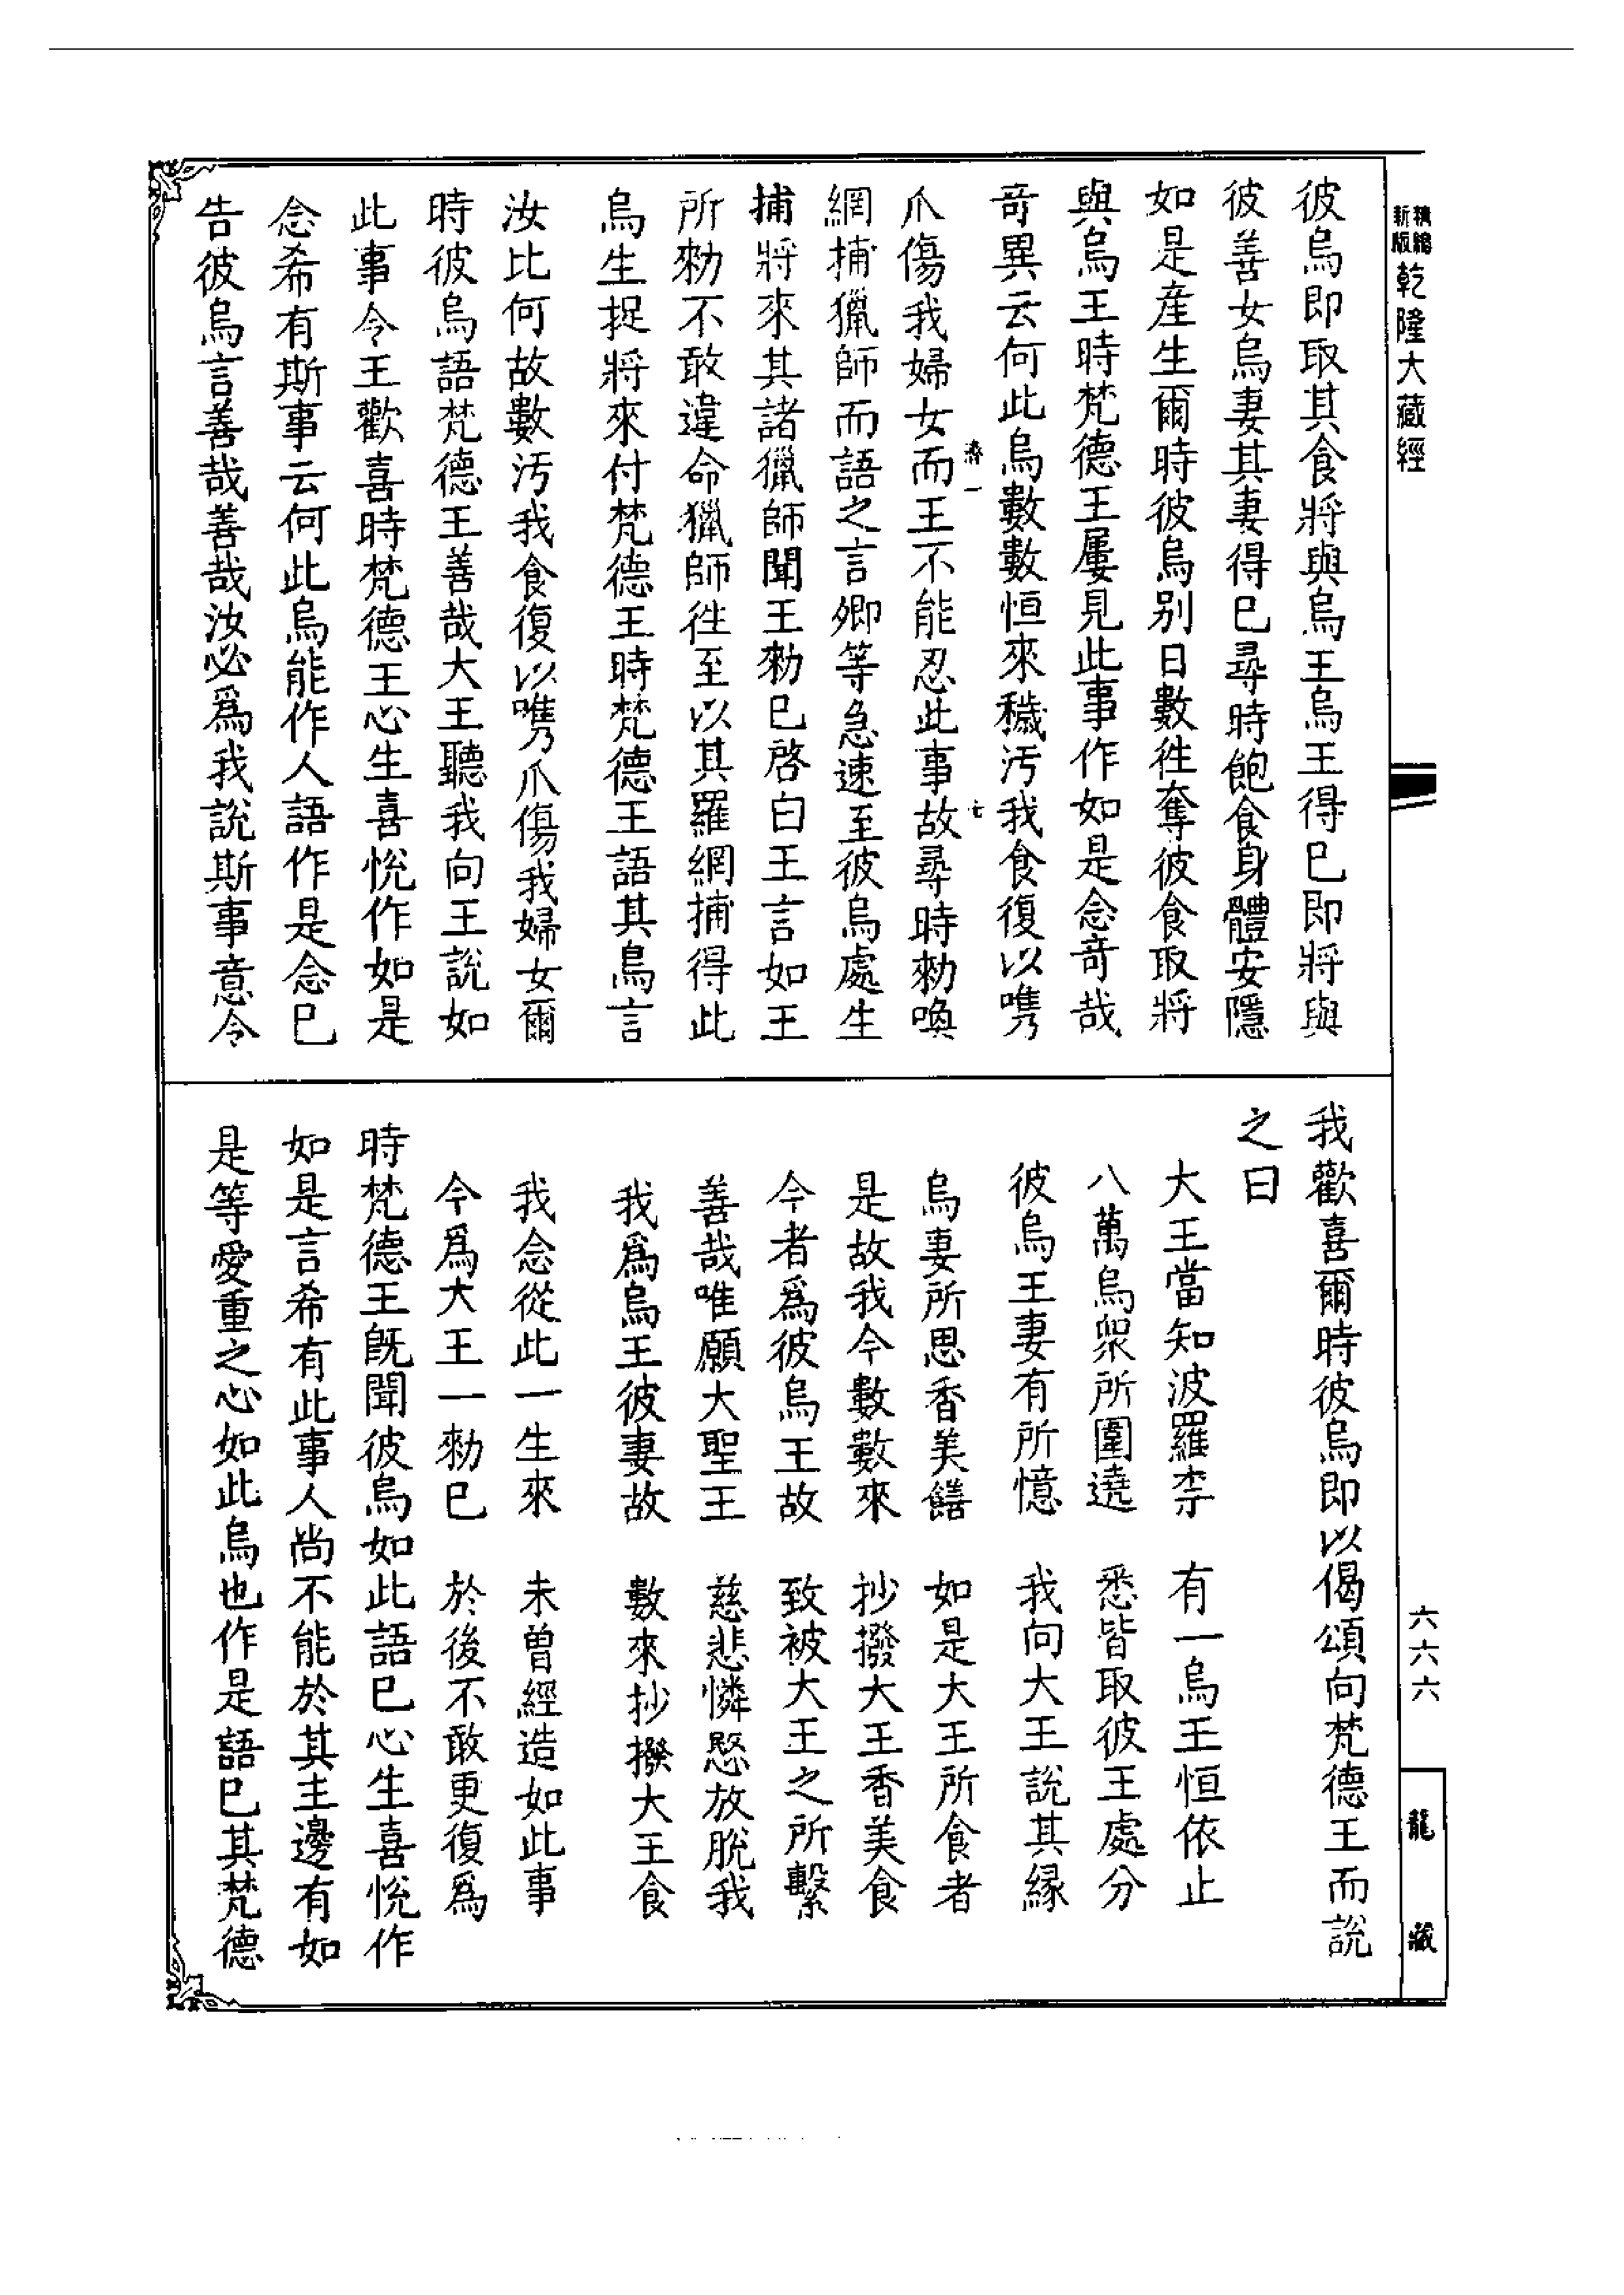 新編
新版
乾隆大藏經
彼烏即取其食將與烏王烏王得已即將與
彼善女烏妻其妻得已尋時飽食身體安隱
如是產生爾時彼烏別日數往奪彼食取將
與烏王時梵德王屢見此事作如是念奇哉
奇異云何此烏數數恒來穢汚我食復以嘴
爪傷我婦女而王不能忍此事故尋時勑喚
濟一
七
網捕獵師而語之言卿等急速至彼烏處生
捕將來其諸獵師聞王勑已啓白王言如王
所勑不敢違命獵師往至以其羅網捕得此
烏生捉將來付梵德王時梵德王語其烏言
汝比何故數汚我食復以嘴爪傷我婦女爾
時彼烏語梵德王善哉大王聽我向王說如
此事令王歡喜時梵德王心生喜悅作如是
念希有斯事云何此烏能作人語作是念已
告彼烏言善哉善哉汝必爲我說斯事意令
我歡喜爾時彼烏即以偈頌向梵德王而說
之曰
大王當知波羅柰　有一烏王恒依止
八萬烏衆所圍遶　悉皆取彼王處分
彼烏王妻有所憶　我向大王說其緣
烏妻所思香美饍　如是大王所食者
是故我今數數來　抄撥大王香美食
今者爲彼烏王故　致被大王之所繫
善哉唯願大聖王　慈悲憐愍放脫我
我爲烏王彼妻故　數來抄撥大王食
我念從此一生來　未曾經造如此事
今爲大王一勑已　於後不敢更復爲
時梵德王既聞彼烏如此語已心生喜悅作
如是言希有此事人尚不能於其主邊有如
是等愛重之心如此烏也作是語已其梵德
六六六
龍藏